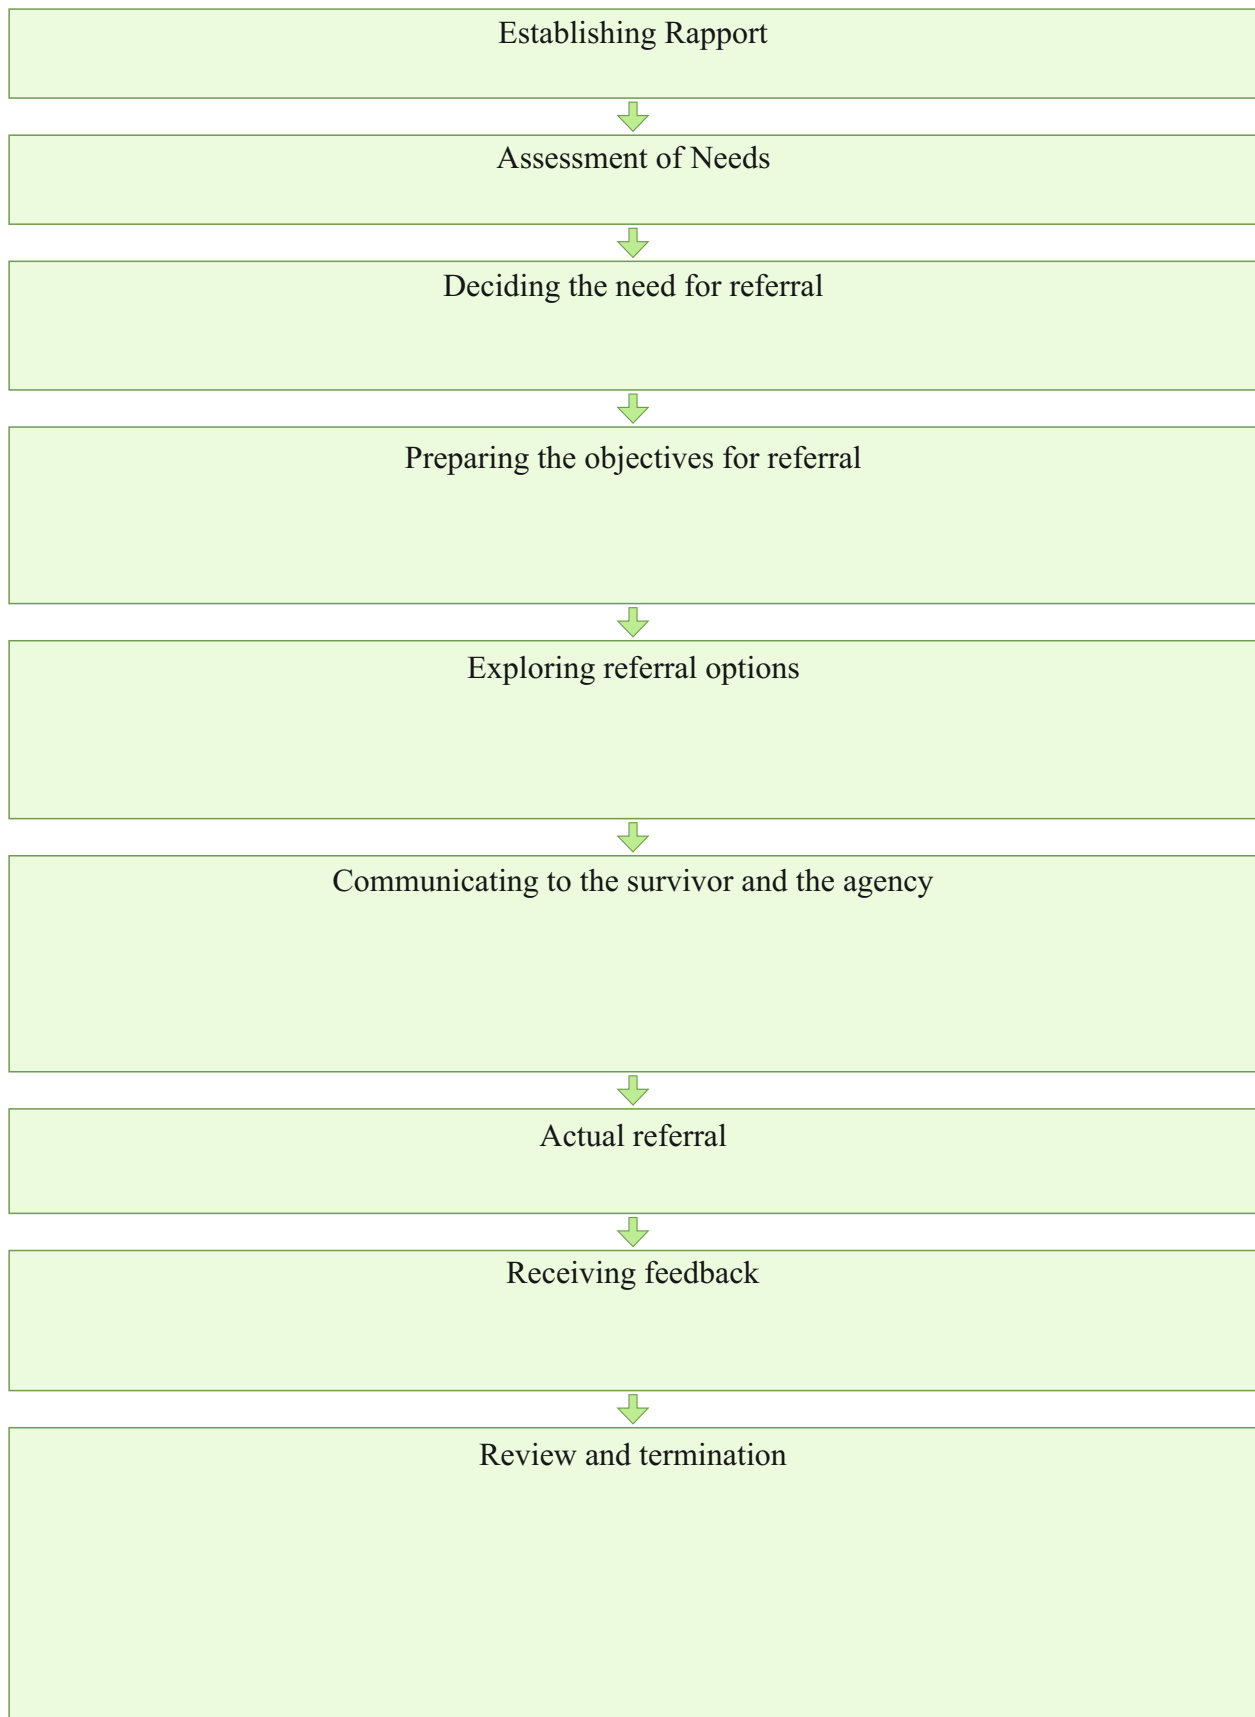 Establishing Rapport
Assessment of Needs
Deciding the need for referral
Preparing the objectives for referral
Exploring referral options
Communicating to the survivor and the agency
Actual referral
Receiving feedback
Review and termination